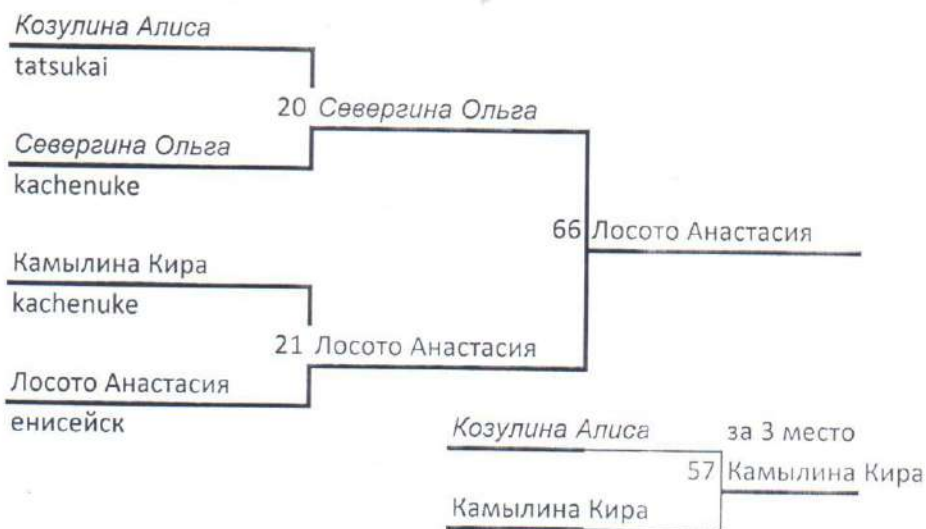 Козулина Алиса
tatsukai
20 Севергина Ольга
Севергина Ольга
kachenuke
66 Лосото Анастасия
Камылина Кира
kachenuke
21 Лосото Анастасия
Лосото Анастасия
енисейск
Козулина Алиса за 3 место
57 Камылина Кира
Камылина Кира